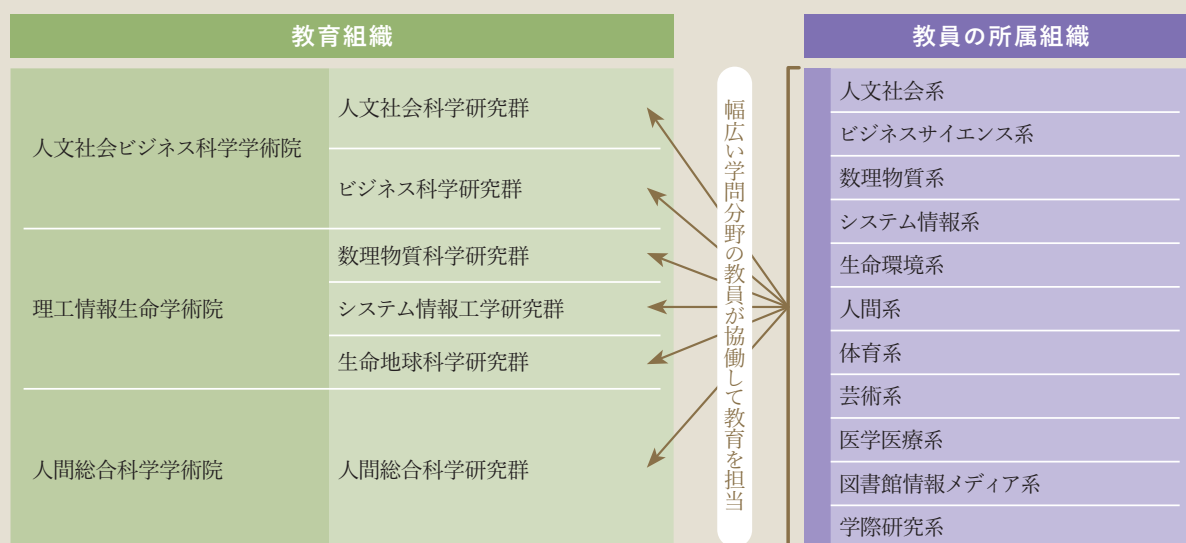 教育組織
人文社会ビジネス科学学術院
人文社会科学研究群
ビジネス科学研究群
理工情報生命学術院
数理物質科学研究群
システム情報工学研究群
生命地球科学研究群
人間総合科学学術院
人間総合科学研究群
幅広い学問分野の教員が協働して教育を担当
教員の所属組織
人文社会系
ビジネスサイエンス系
数理物質系
システム情報系
生命環境系
人間系
体育系
芸術系
医学医療系
図書館情報メディア系
学際研究系